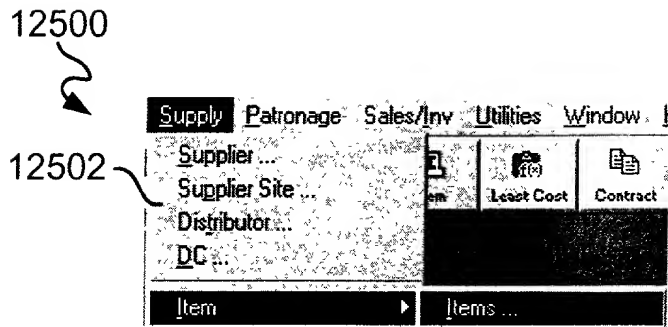 12500
Supply Patronage Sales/Inv Utilities Window
12502
Supplier ...
Supplier Site ...
Least Cost Contract
Distributor ...
DC ...
Item Items ...